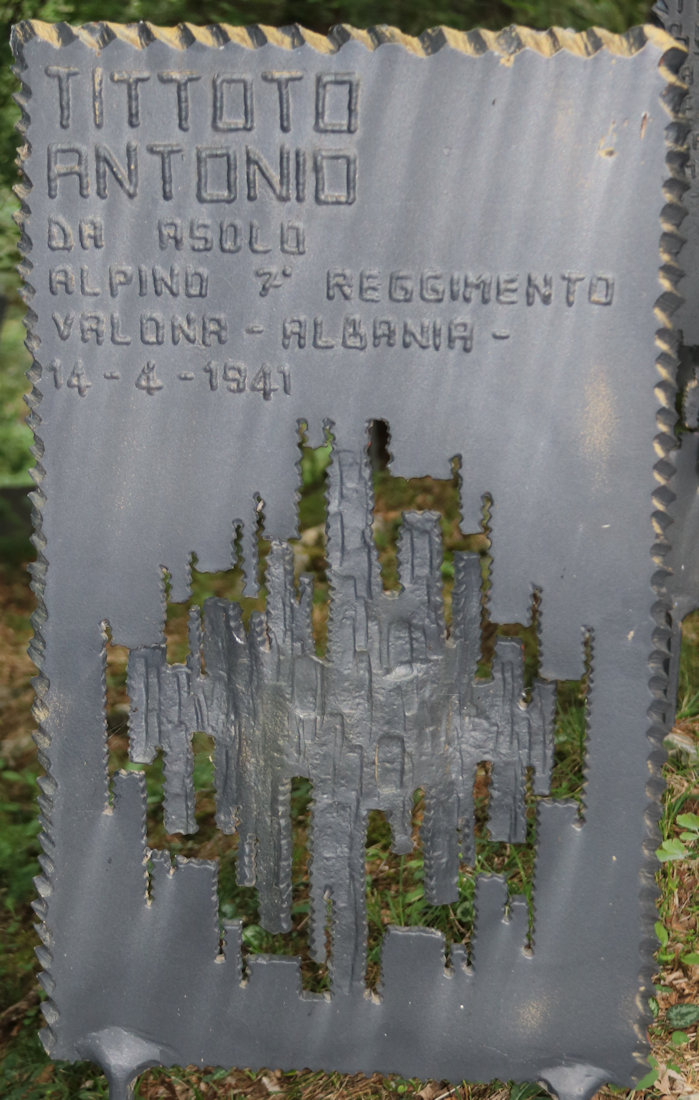 TITTOTO
ANTONIO
DA ASOLO
ALPINO 7° REGGIMENTO
VALONA - ALBANIA -
14 - 4 - 1941